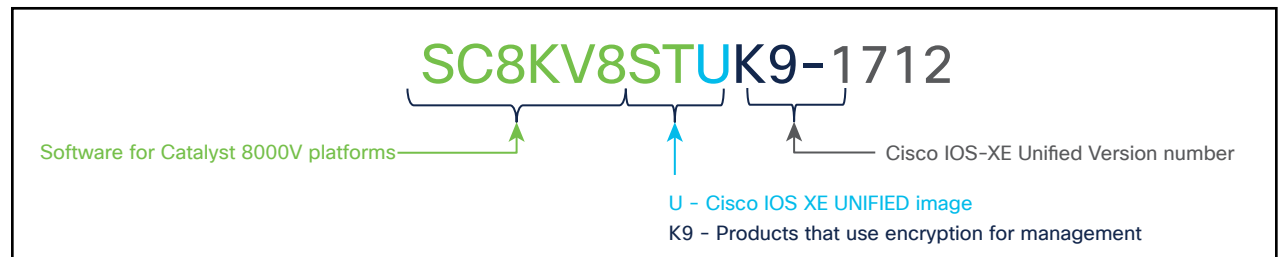 SC8KV8STUK9-1712
Software for Catalyst 8000V platforms
Cisco IOS-XE Unified Version number
U - Cisco IOS XE UNIFIED image
K9 - Products that use encryption for management